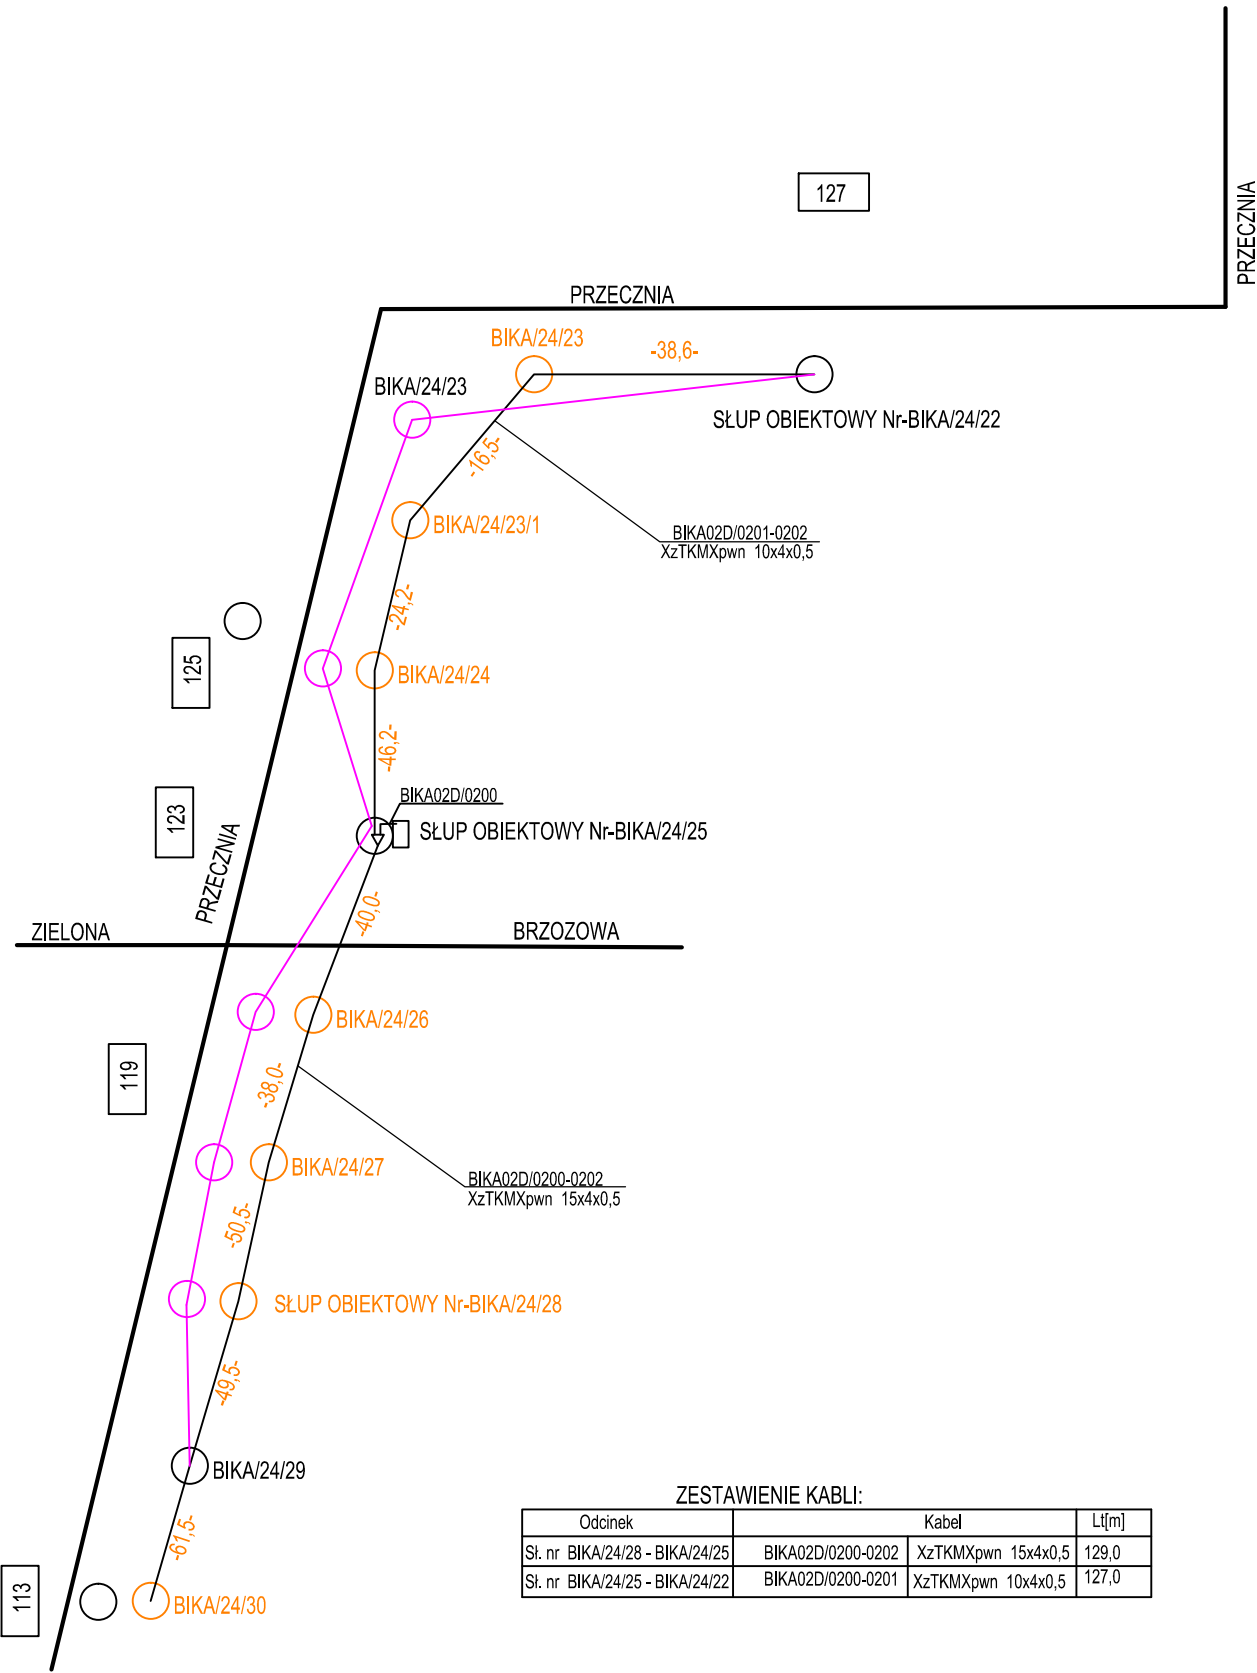 127
PRZECZNIA
PRZECZNIA
BIKA/24/23
-38,6-
BIKA/24/23
SŁUP OBIEKTOWY Nr-BIKA/24/22
-16,5-
BIKA/24/23/1
BIKA02D/0201-0202
XzTKMXpwn 10x4x0,5
-24,2-
125
BIKA/24/24
-46,2-
BIKA02D/0200
123
SŁUP OBIEKTOWY Nr-BIKA/24/25
PRZECZNIA
-40,0-
ZIELONA
BRZOZOWA
BIKA/24/26
119
-38,0-
BIKA/24/27
BIKA02D/0200-0202
XzTKMXpwn 15x4x0,5
-50,5-
SŁUP OBIEKTOWY Nr-BIKA/24/28
-49,5-
BIKA/24/29
-61,5-
113
BIKA/24/30
ZESTAWIENIE KABLI:
Odcinek Kabel Lt[m]
Sł. nr BIKA/24/28 - BIKA/24/25 BIKA02D/0200-0202 XzTKMXpwn 15x4x0,5 129,0
Sł. nr BIKA/24/25 - BIKA/24/22 BIKA02D/0200-0201 XzTKMXpwn 10x4x0,5 127,0